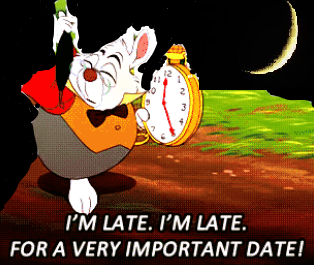 I'M LATE. I'M LATE.
FOR A VERY IMPORTANT DATE!